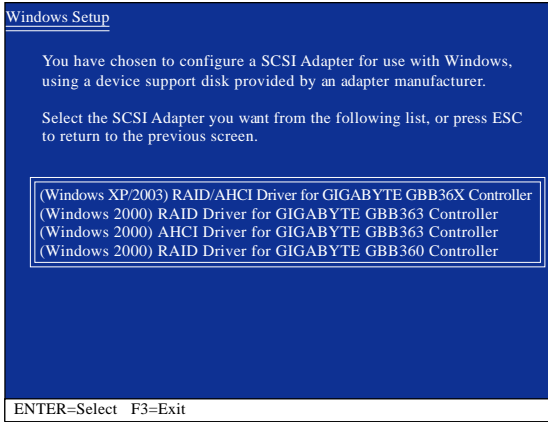 Windows Setup
You have chosen to configure a SCSI Adapter for use with Windows,
using a device support disk provided by an adapter manufacturer.
Select the SCSI Adapter you want from the following list, or press ESC
to return to the previous screen.
(Windows XP/2003) RAID/AHCI Driver for GIGABYTE GBB36X Controller
(Windows 2000) RAID Driver for GIGABYTE GBB363 Controller
(Windows 2000) AHCI Driver for GIGABYTE GBB363 Controller
(Windows 2000) RAID Driver for GIGABYTE GBB360 Controller
ENTER=Select F3=Exit